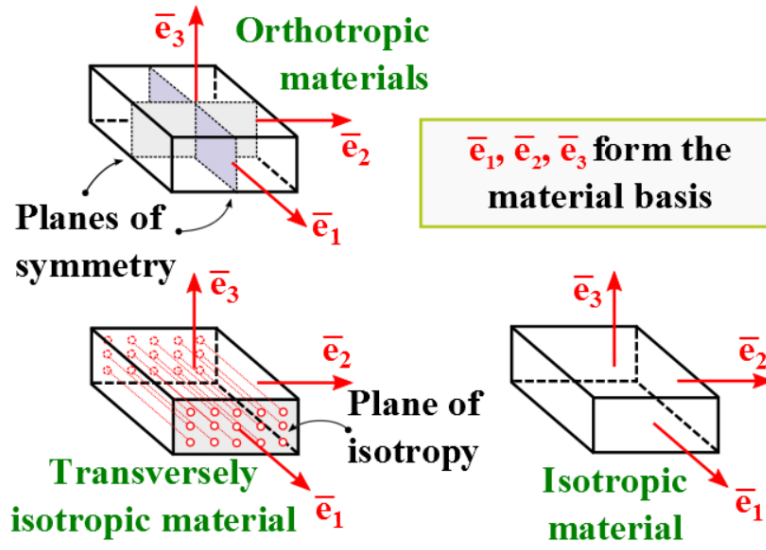 ē₃
Orthotropic
materials
ē₂
ē₁, ē₂, ē₃ form the
material basis
Planes of
symmetry
ē₁
ē₃
ē₂
Plane of
isotropy
Transversely
isotropic material
ē₁
ē₃
ē₂
ē₁
Isotropic
material